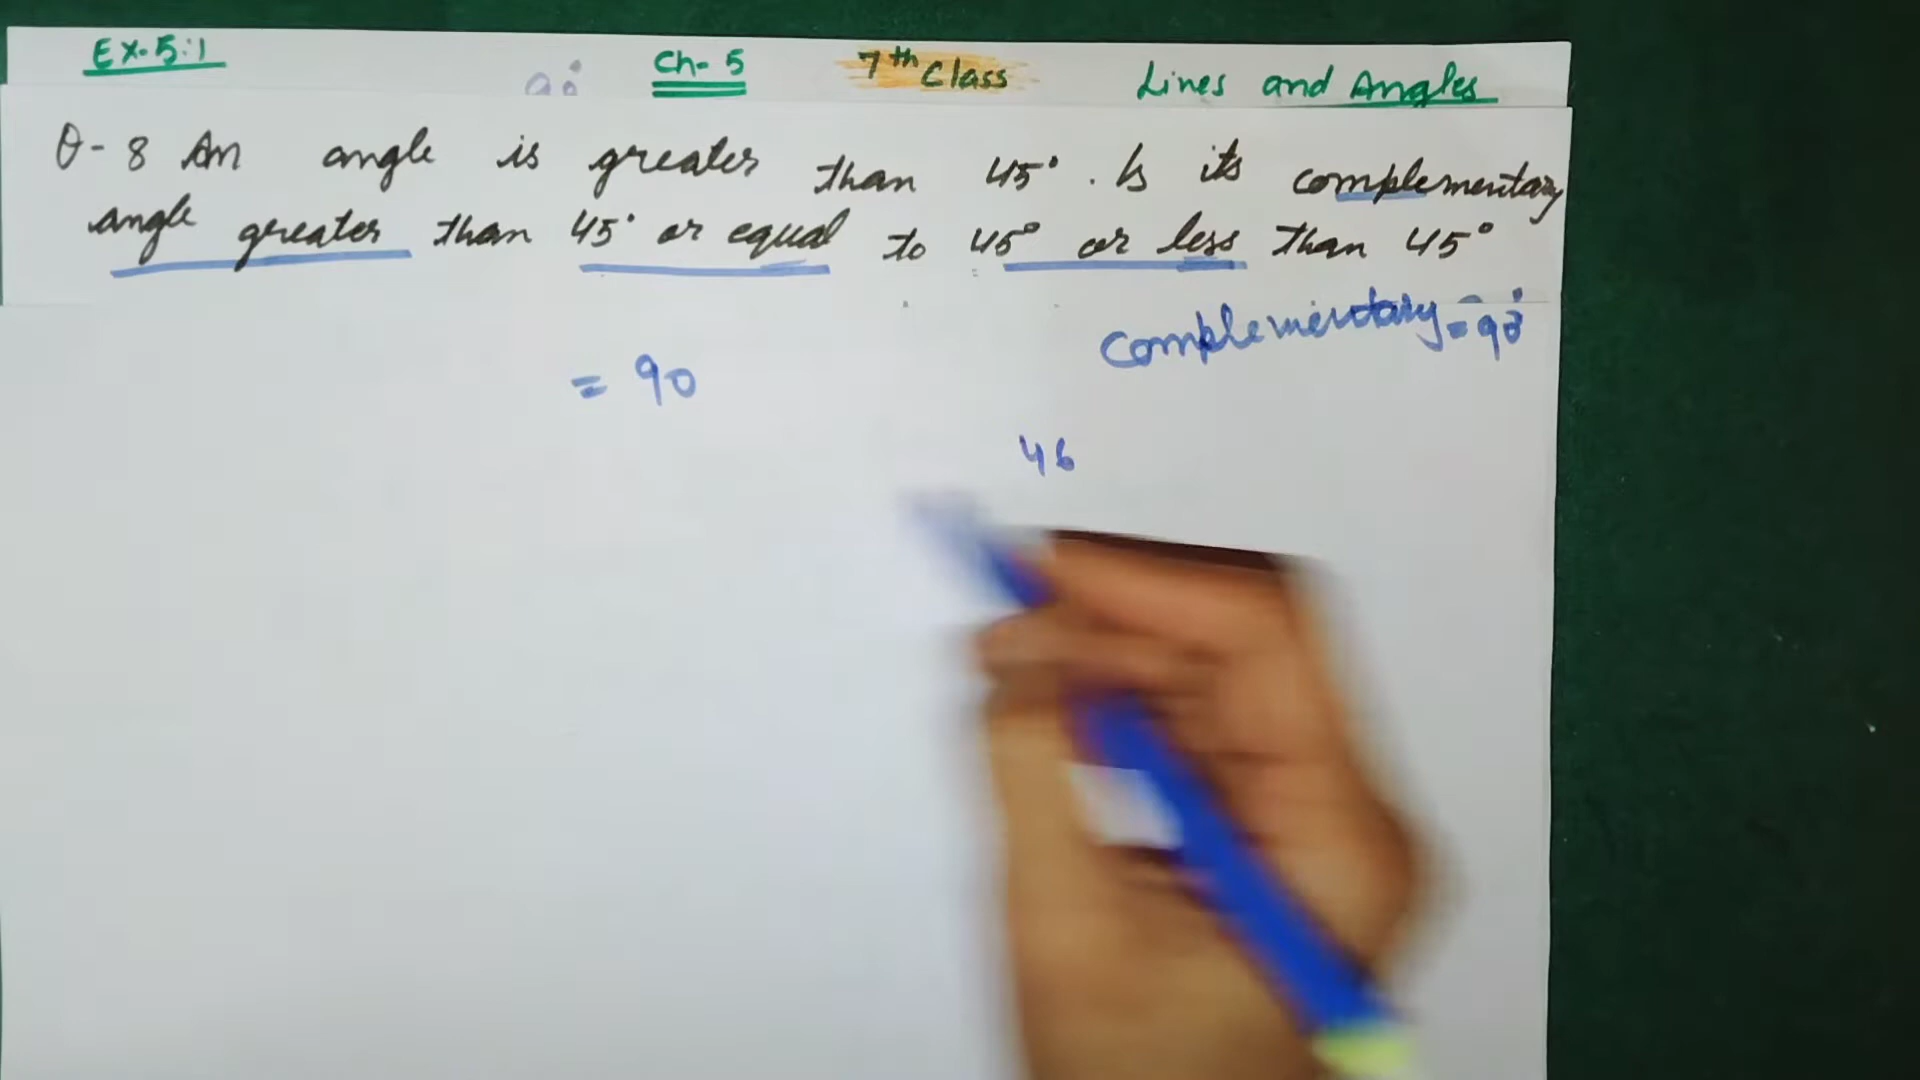 Ex-5:1
90° Ch-5 7th Class Lines and Angles
Q-8 An angle is greater than 45°. Is its complementary
angle greater than 45° or equal to 45° or less than 45°
complementary = 90°
= 90
46